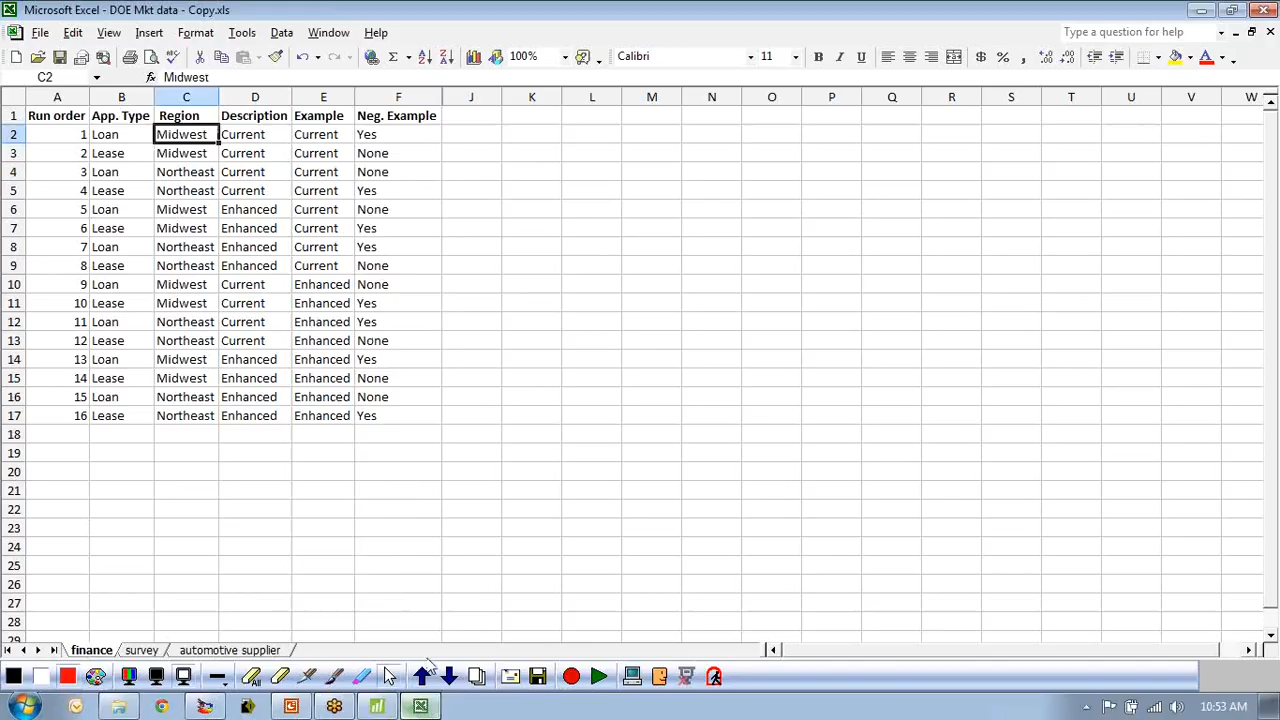 Microsoft Excel - DOE Mkt data - Copy.xls
File Edit View Insert Format Tools Data Window Help Type a question for help
100% Calibri 11 B I U $ %
C2 fx Midwest
A B C D E F J K L M N O P Q R S T U V W
1 Run order App. Type Region Description Example Neg. Example
2 1 Loan Midwest Current Current Yes
3 2 Lease Midwest Current Current None
4 3 Loan Northeast Current Current None
5 4 Lease Northeast Current Current Yes
6 5 Loan Midwest Enhanced Current None
7 6 Lease Midwest Enhanced Current Yes
8 7 Loan Northeast Enhanced Current Yes
9 8 Lease Northeast Enhanced Current None
10 9 Loan Midwest Current Enhanced None
11 10 Lease Midwest Current Enhanced Yes
12 11 Loan Northeast Current Enhanced Yes
13 12 Lease Northeast Current Enhanced None
14 13 Loan Midwest Enhanced Enhanced Yes
15 14 Lease Midwest Enhanced Enhanced None
16 15 Loan Northeast Enhanced Enhanced None
17 16 Lease Northeast Enhanced Enhanced Yes
18
19
20
21
22
23
24
25
26
27
28
29
finance survey automotive supplier
All
10:53 AM